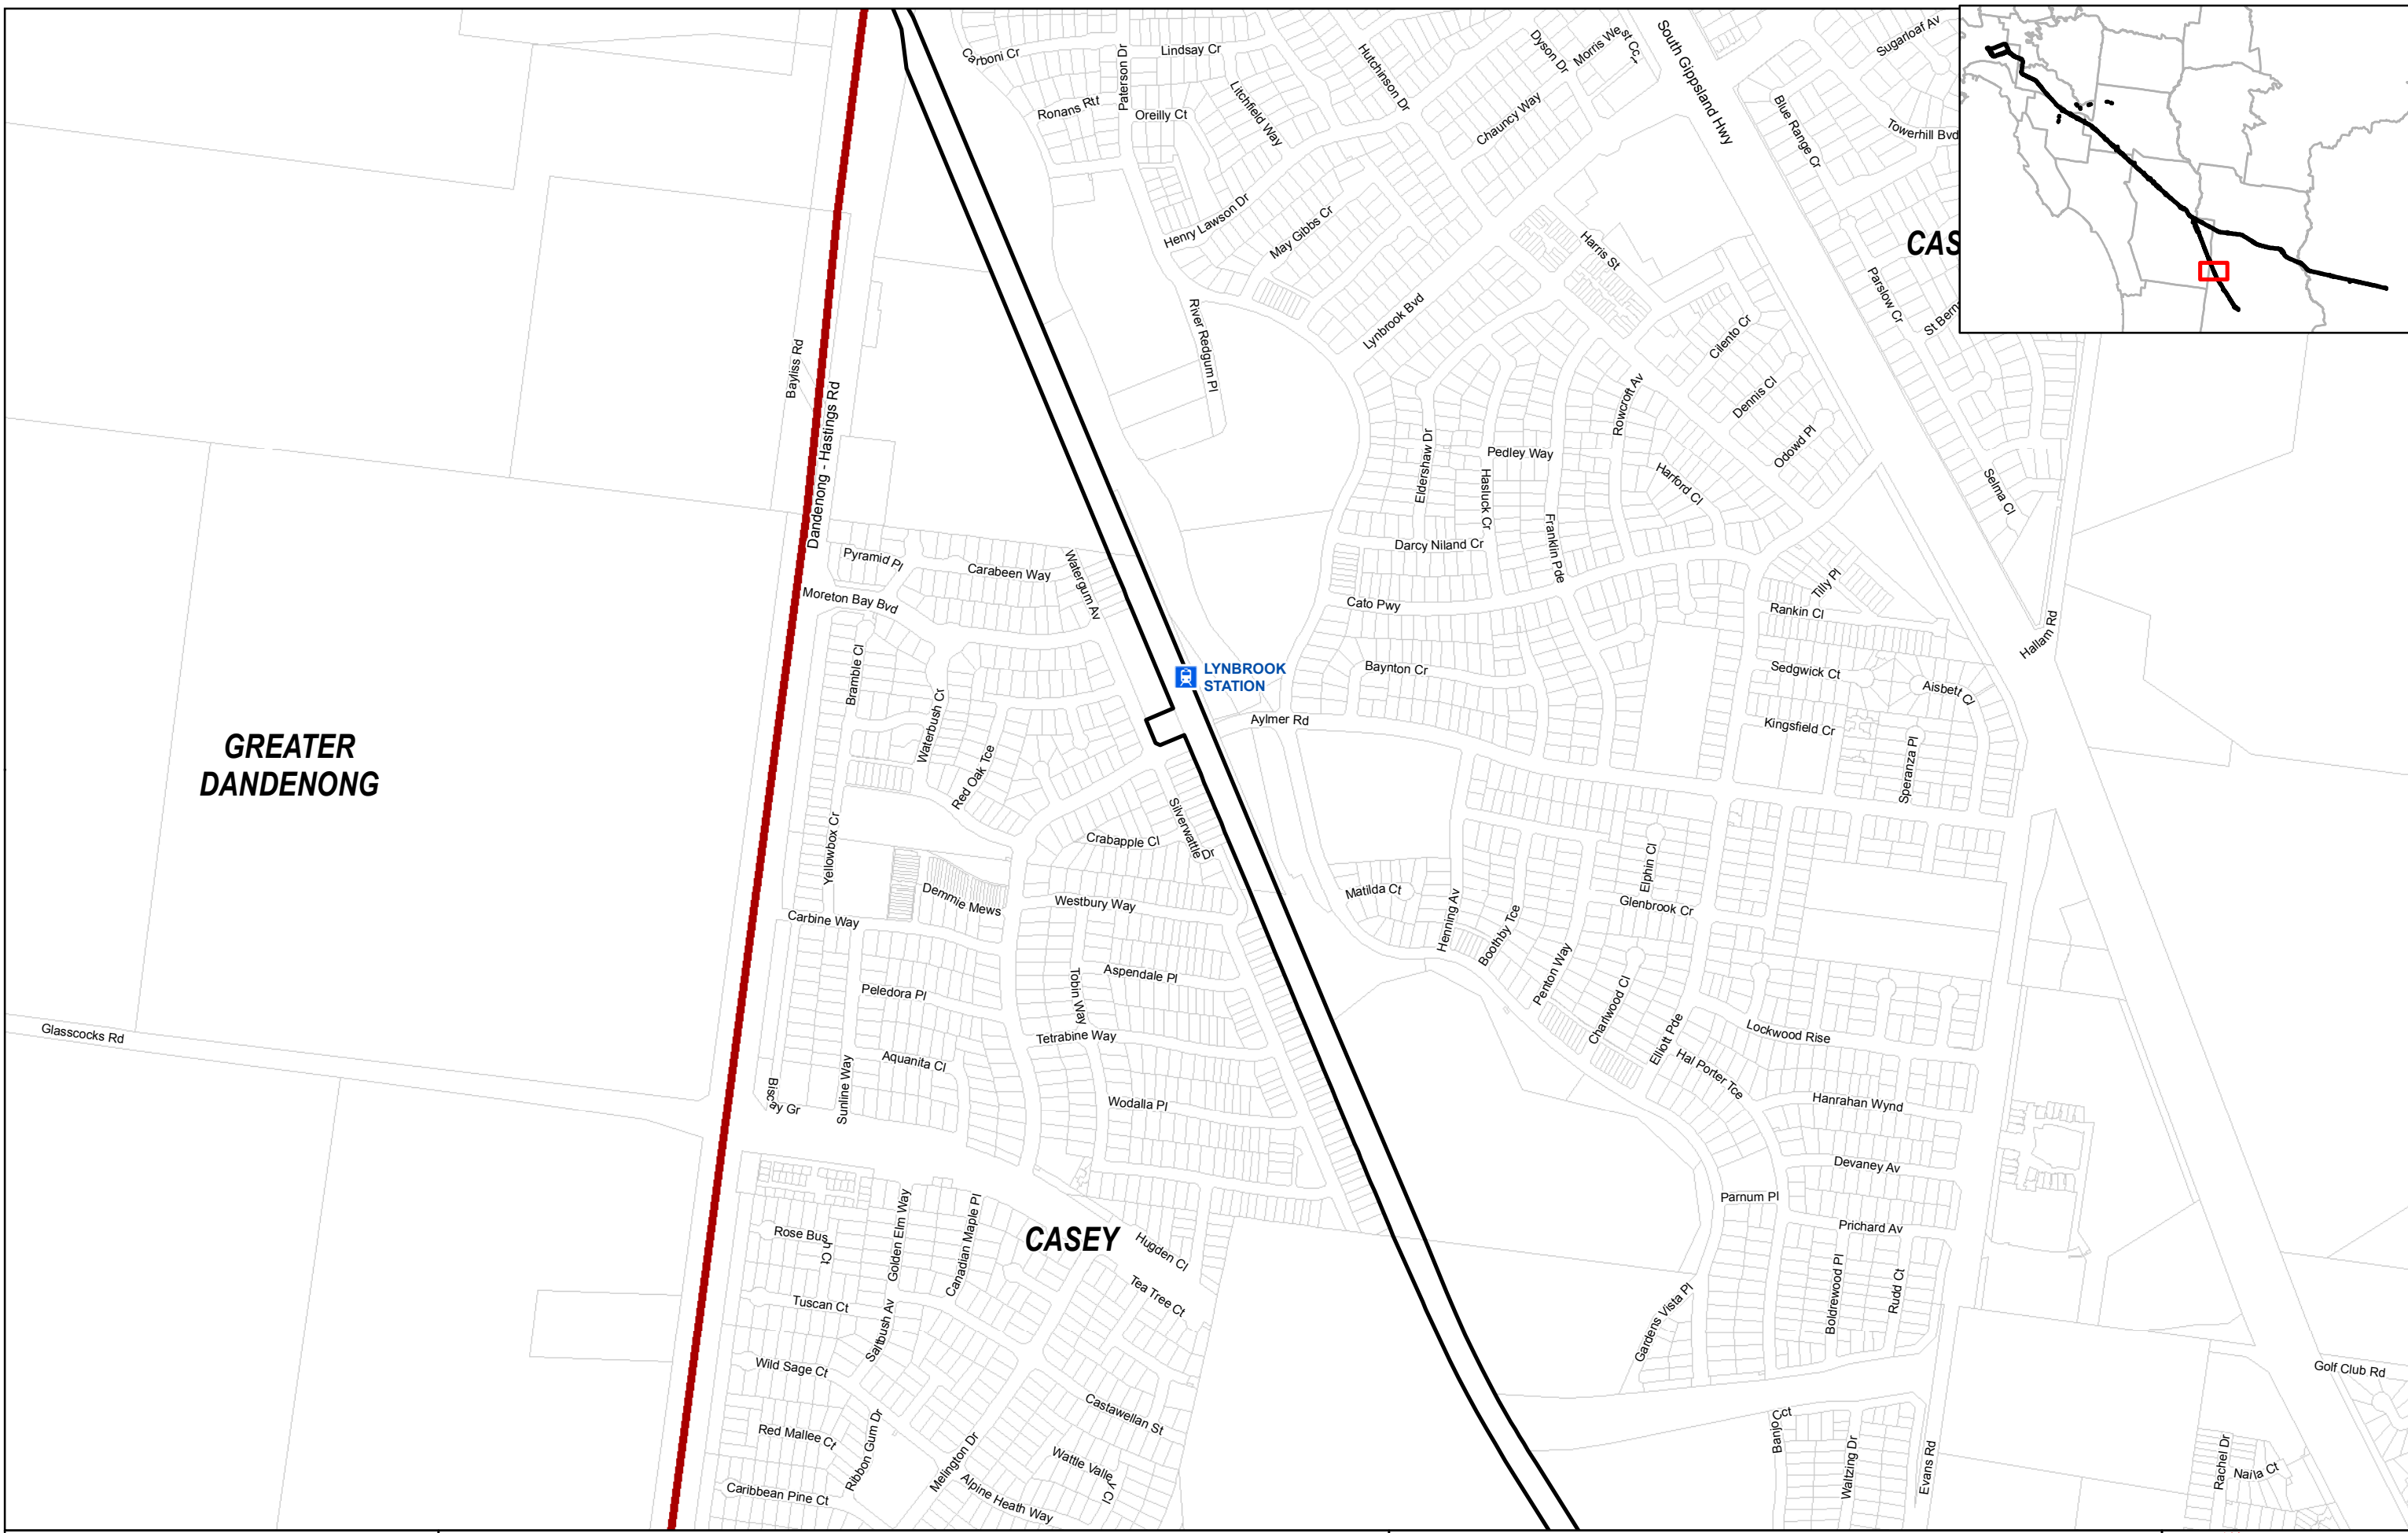 Carboni Cr
Paterson Dr
Lindsay Cr
Ronans Rtt
Oreilly Ct
Litchfield Way
Hutchinson Dr
Dyson Dr
Morris We
st Cc
South Gippsland Hwy
Sugarloaf Av
Chauncy Way
Blue Range Cr
Towerhill Bvd
Henry Lawson Dr
May Gibbs Cr
Harris St
CAS
Parslow Cr
St Bern
River Redgum Pl
Lynbrook Bvd
Cilento Cr
Bayliss Rd
Dandenong - Hastings Rd
Dennis Cl
Rowcroft Av
Odowd Pl
Eldershaw Dr
Pedley Way
Hasluck Cr
Harford Cl
Selma Cl
Franklin Pde
Darcy Niland Cr
Pyramid Pl
Carabeen Way
Watergum Av
Moreton Bay Bvd
Cato Pwy
Tilly Pl
Rankin Cl
Hallam Rd
Bramble Cl
LYNBROOK
STATION
Baynton Cr
Sedgwick Ct
Aisbett Cl
Waterbush Cr
Aylmer Rd
Kingsfield Cr
Speranza Pl
GREATER
DANDENONG
Red Oak Tce
Silverwattle Dr
Yellowbox Cr
Crabapple Cl
Elphin Cl
Demmie Mews
Matilda Ct
Westbury Way
Henning Av
Boothby Tce
Glenbrook Cr
Carbine Way
Penton Way
Aspendale Pl
Tobin Way
Peledora Pl
Charlwood Cl
Elliott Pde
Lockwood Rise
Glasscocks Rd
Tetrabine Way
Aquanita Cl
Hal Porter Tce
Biscay Gr
Sunline Way
Wodalla Pl
Hanrahan Wynd
Devaney Av
Parnum Pl
Prichard Av
Rose Bush Ct
Golden Elm Way
Canadian Maple Pl
CASEY
Hugden Cl
Tea Tree Ct
Boldrewood Pl
Rudd Ct
Tuscan Ct
Saltbush Av
Gardens Vista Pl
Wild Sage Ct
Golf Club Rd
Castawellan St
Red Mallee Ct
Ribbon Gum Dr
Melington Dr
Wattle Valley Cl
Banjo Cct
Waltzing Dr
Evans Rd
Rachel Dr
Naila Ct
Caribbean Pine Ct
Alpine Heath Way